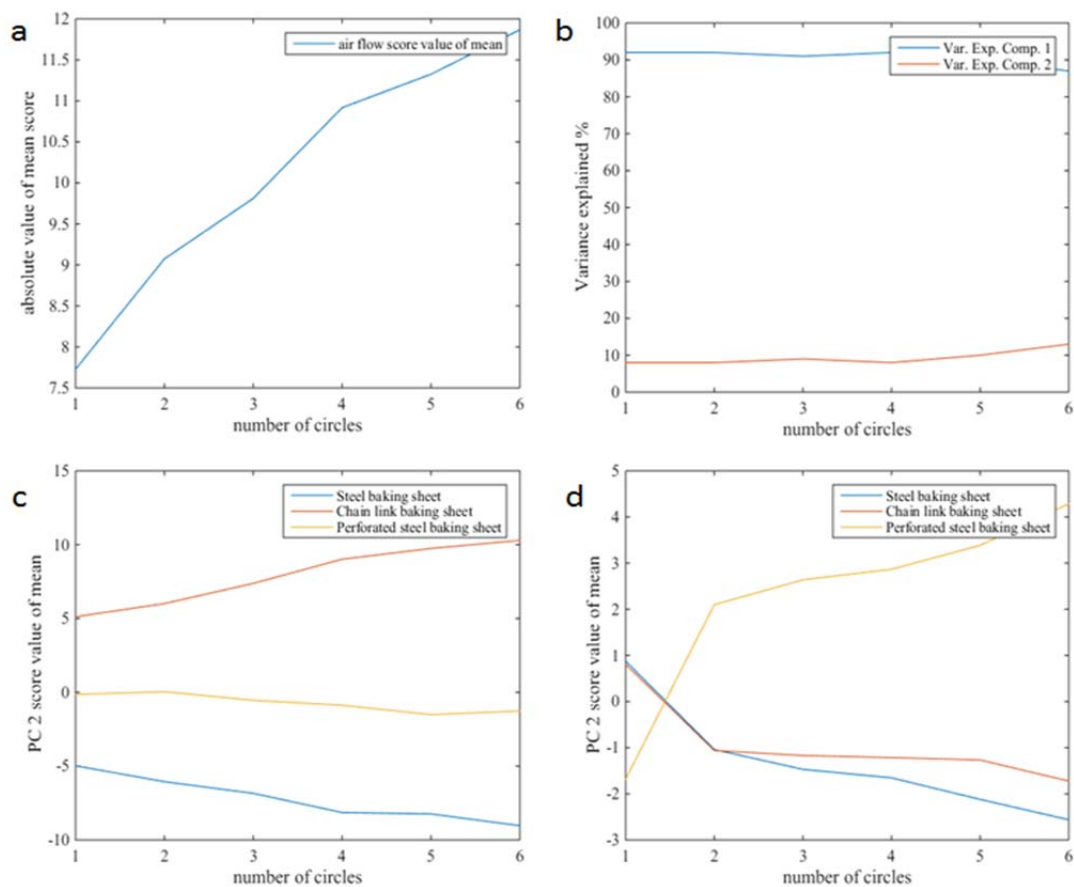 a
12
11.5
11
10.5
10
9.5
9
8.5
8
7.5
1 2 3 4 5 6
absolute value of mean score
number of circles
air flow score value of mean
b
100
90
80
70
60
50
40
30
20
10
0
1 2 3 4 5 6
Variance explained %
number of circles
Var. Exp. Comp. 1
Var. Exp. Comp. 2
c
15
10
5
0
-5
-10
1 2 3 4 5 6
PC 2 score value of mean
number of circles
Steel baking sheet
Chain link baking sheet
Perforated steel baking sheet
d
5
4
3
2
1
0
-1
-2
-3
1 2 3 4 5 6
PC 2 score value of mean
number of circles
Steel baking sheet
Chain link baking sheet
Perforated steel baking sheet